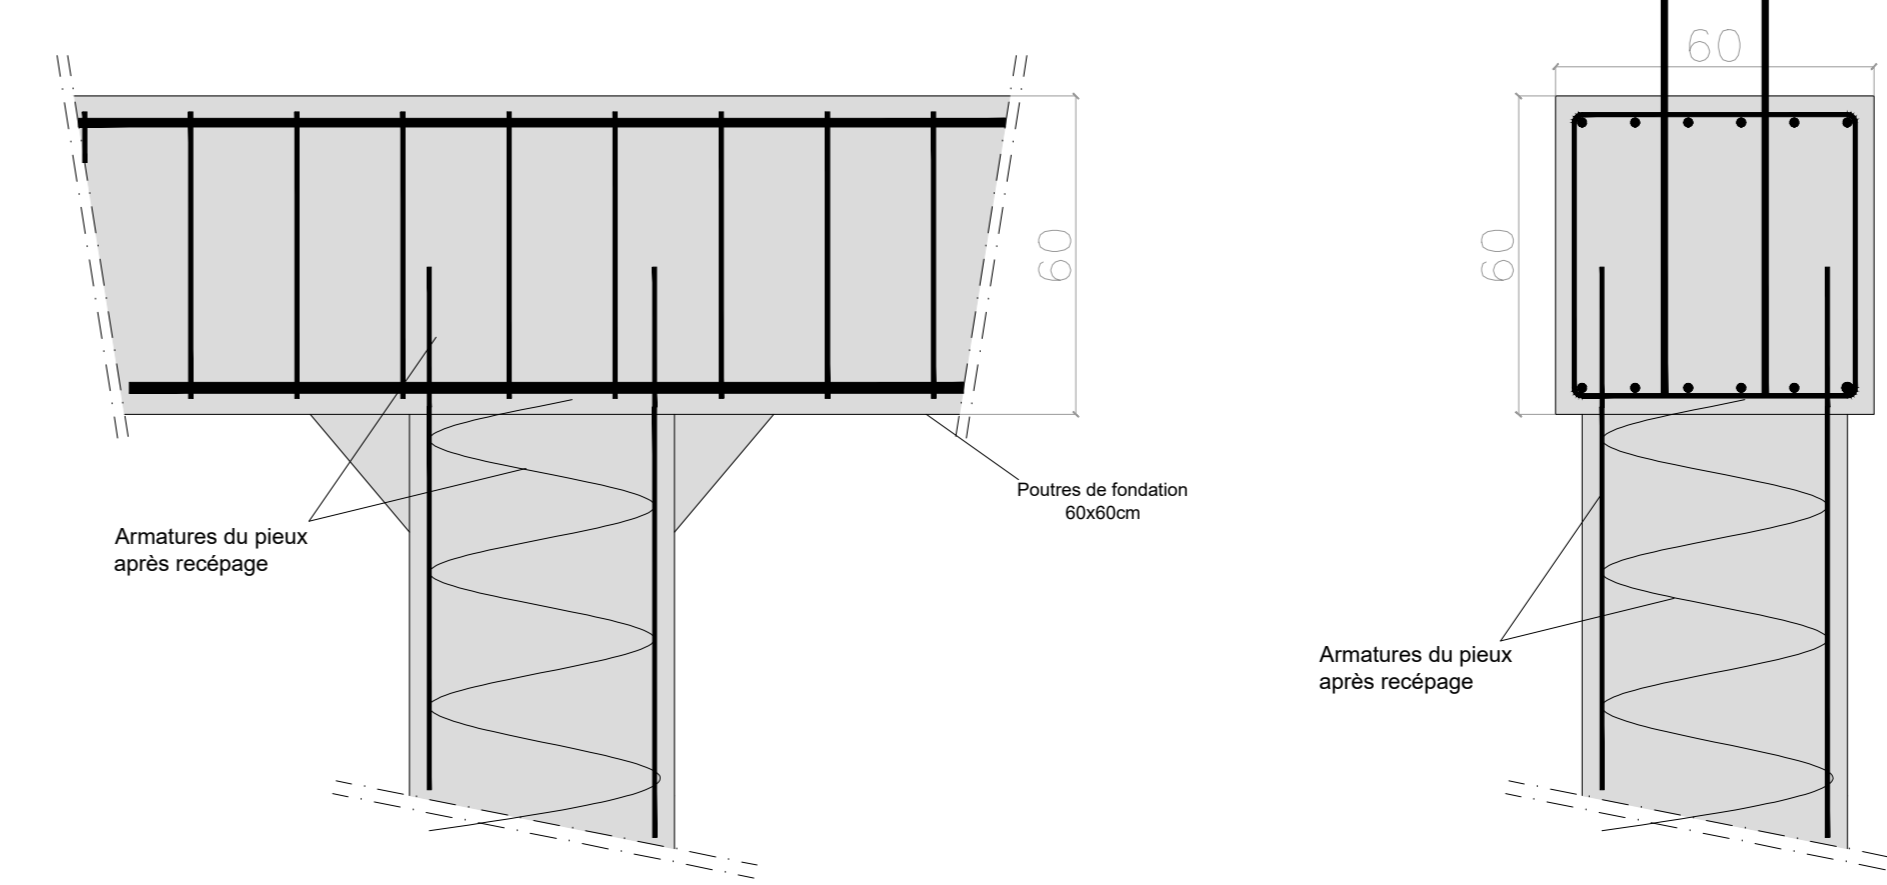 60
60
60
Poutres de fondation
60x60cm
Armatures du pieux
après recépage
Armatures du pieux
après recépage